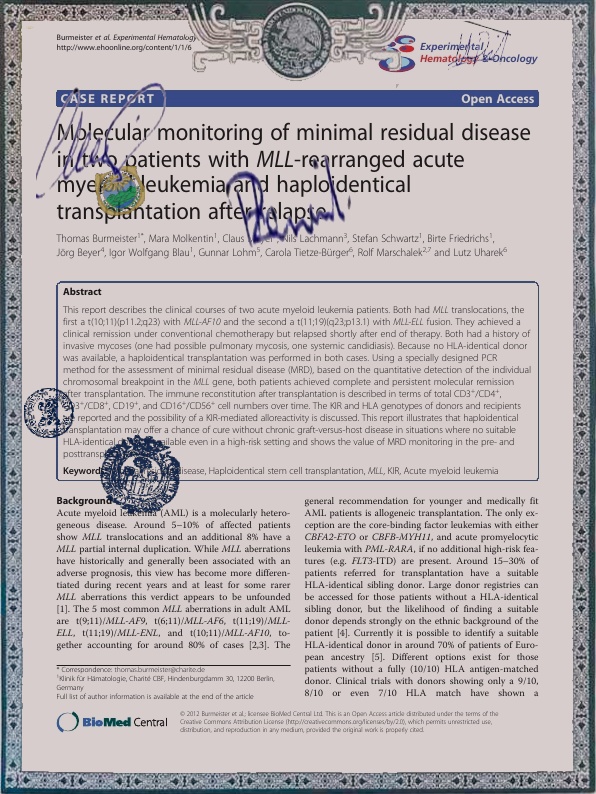 Burmeister et al. Experimental Hematology
http://www.ehoonline.org/content/1/1/6
Experimental
Hematology & Oncology
CASE REPORT
Open Access
Molecular monitoring of minimal residual disease
in two patients with MLL-rearranged acute
myeloid leukemia and haploidentical
transplantation after relapse
Thomas Burmeister1*, Mara Molkentin1, Claus Nils Lachmann3, Stefan Schwartz1, Birte Friedrichs1,
Jörg Beyer4, Igor Wolfgang Blau1, Gunnar Lohm5, Carola Tietze-Bürger6, Rolf Marschalek2,7 and Lutz Uharek6
Abstract
This report describes the clinical courses of two acute myeloid leukemia patients. Both had MLL translocations, the
first a t(10;11)(p11.2;q23) with MLL-AF10 and the second a t(11;19)(q23;p13.1) with MLL-ELL fusion. They achieved a
clinical remission under conventional chemotherapy but relapsed shortly after end of therapy. Both had a history of
invasive mycoses (one had possible pulmonary mycosis, one systemic candidiasis). Because no HLA-identical donor
was available, a haploidentical transplantation was performed in both cases. Using a specially designed PCR
method for the assessment of minimal residual disease (MRD), based on the quantitative detection of the individual
chromosomal breakpoint in the MLL gene, both patients achieved complete and persistent molecular remission
after transplantation. The immune reconstitution after transplantation is described in terms of total CD3+/CD4+,
CD3+/CD8+, CD19+, and CD16+/CD56+ cell numbers over time. The KIR and HLA genotypes of donors and recipients
are reported and the possibility of a KIR-mediated alloreactivity is discussed. This report illustrates that haploidentical
transplantation may offer a chance of cure without chronic graft-versus-host disease in situations where no suitable
HLA-identical available even in a high-risk setting and shows the value of MRD monitoring in the pre- and
Keywords disease, Haploidentical stem cell transplantation, MLL, KIR, Acute myeloid leukemia
Background
Acute myeloid leukemia (AML) is a molecularly hetero-
geneous disease. Around 5–10% of affected patients
show MLL translocations and an additional 8% have a
MLL partial internal duplication. While MLL aberrations
have historically and generally been associated with an
adverse prognosis, this view has become more differen-
tiated during recent years and at least for some rarer
MLL aberrations this verdict appears to be unfounded
[1]. The 5 most common MLL aberrations in adult AML
are t(9;11)/MLL-AF9, t(6;11)/MLL-AF6, t(11;19)/MLL-
ELL, t(11;19)/MLL-ENL, and t(10;11)/MLL-AF10, to-
gether accounting for around 80% of cases [2,3]. The
* Correspondence: thomas.burmeister@charite.de
1Klinik für Hämatologie, Charité CBF, Hindenburgdamm 30, 12200 Berlin,
Germany
Full list of author information is available at the end of the article
general recommendation for younger and medically fit
AML patients is allogeneic transplantation. The only ex-
ception are the core-binding factor leukemias with either
CBFA2-ETO or CBFB-MYH11, and acute promyelocytic
leukemia with PML-RARA, if no additional high-risk fea-
tures (e.g. FLT3-ITD) are present. Around 15–30% of
patients referred for transplantation have a suitable
HLA-identical sibling donor. Large donor registries can
be accessed for those patients without a HLA-identical
sibling donor, but the likelihood of finding a suitable
donor depends strongly on the ethnic background of the
patient [4]. Currently it is possible to identify a suitable
HLA-identical donor in around 70% of patients of Euro-
pean ancestry [5]. Different options exist for those
patients without a fully (10/10) HLA antigen-matched
donor. Clinical trials with donors showing only a 9/10,
8/10 or even 7/10 HLA match have shown a
BioMed Central
© 2012 Burmeister et al.; licensee BioMed Central Ltd. This is an Open Access article distributed under the terms of the
Creative Commons Attribution License (http://creativecommons.org/licenses/by/2.0), which permits unrestricted use,
distribution, and reproduction in any medium, provided the original work is properly cited.